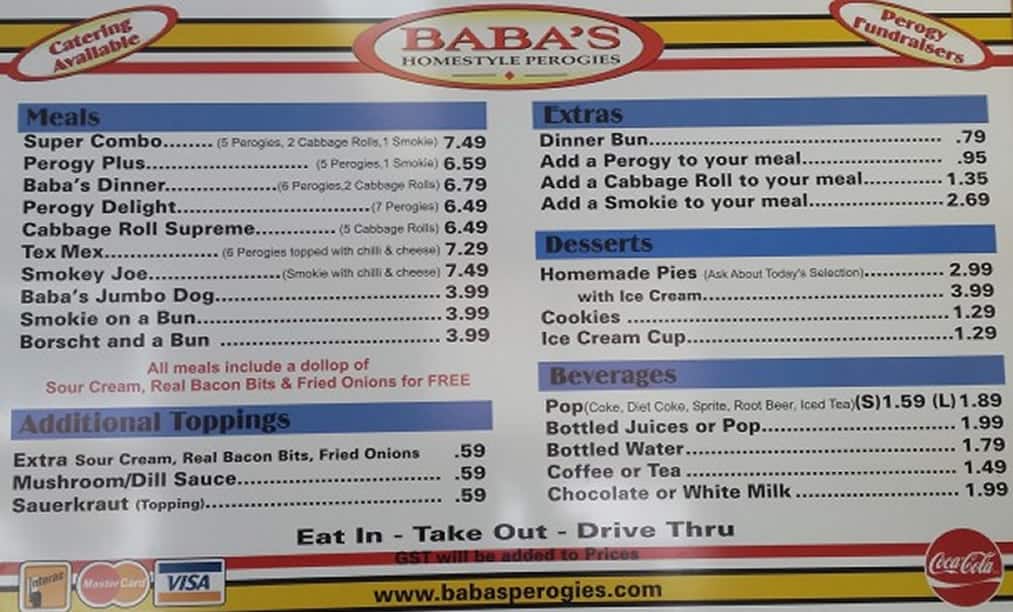 Catering
Available
BABA'S
HOMESTYLE PEROGIES
Perogy
Fundraisers
Meals
Super Combo........ (5 Perogies, 2 Cabbage Rolls,1 Smokie) 7.49
Perogy Plus........................ (5 Perogies,1 Smokie) 6.59
Baba's Dinner.................(6 Perogies,2 Cabbage Rolls) 6.79
Perogy Delight.............................(7 Perogies) 6.49
Cabbage Roll Supreme............ (5 Cabbage Rolls) 6.49
Tex Mex................. (6 Perogies topped with chilli & cheese) 7.29
Smokey Joe....................(Smokie with chilli & cheese) 7.49
Baba's Jumbo Dog.................................. 3.99
Smokie on a Bun..................................... 3.99
Borscht and a Bun ................................. 3.99
All meals include a dollop of
Sour Cream, Real Bacon Bits & Fried Onions for FREE
Additional Toppings
Extra Sour Cream, Real Bacon Bits, Fried Onions .59
Mushroom/Dill Sauce.............................. .59
Sauerkraut (Topping)................................... .59
Extras
Dinner Bun............................................ .79
Add a Perogy to your meal..................... .95
Add a Cabbage Roll to your meal............ 1.35
Add a Smokie to your meal....................2.69
Desserts
Homemade Pies (Ask About Today's Selection)............ 2.99
with Ice Cream..................................... 3.99
Cookies ................................................1.29
Ice Cream Cup.......................................1.29
Beverages
Pop(Coke, Diet Coke, Sprite, Root Beer, Iced Tea)(S)1.59 (L)1.89
Bottled Juices or Pop............................. 1.99
Bottled Water......................................... 1.79
Coffee or Tea ......................................... 1.49
Chocolate or White Milk ........................ 1.99
Eat In - Take Out - Drive Thru
GST will be added to Prices
Interac
MasterCard
VISA
www.babasperogies.com
Coca-Cola